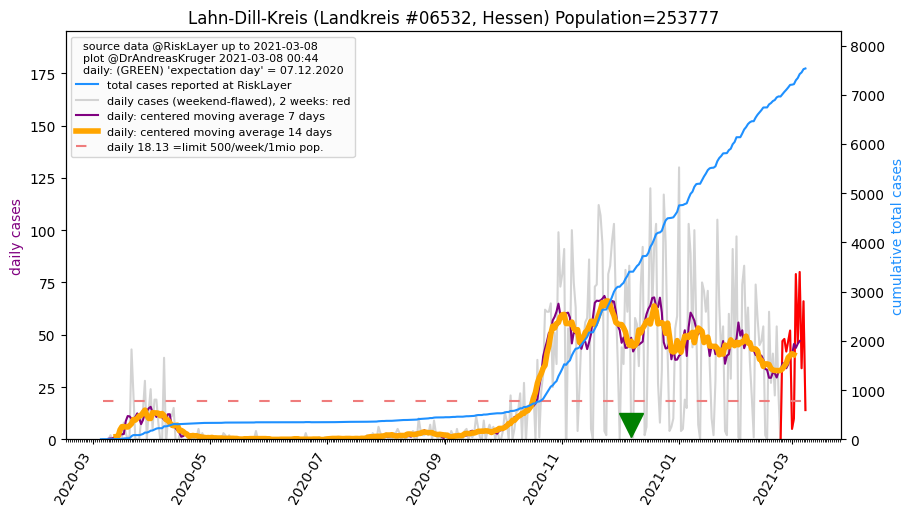 Lahn-Dill-Kreis (Landkreis #06532, Hessen) Population=253777
source data @RiskLayer up to 2021-03-08
plot @DrAndreasKruger 2021-03-08 00:44
daily: (GREEN) 'expectation day' = 07.12.2020
total cases reported at RiskLayer
daily cases (weekend-flawed), 2 weeks: red
daily: centered moving average 7 days
daily: centered moving average 14 days
daily 18.13 =limit 500/week/1mio pop.
daily cases
175
150
125
100
75
50
25
0
8000
7000
6000
5000
4000
3000
2000
1000
0
cumulative total cases
2020-03
2020-05
2020-07
2020-09
2020-11
2021-01
2021-03